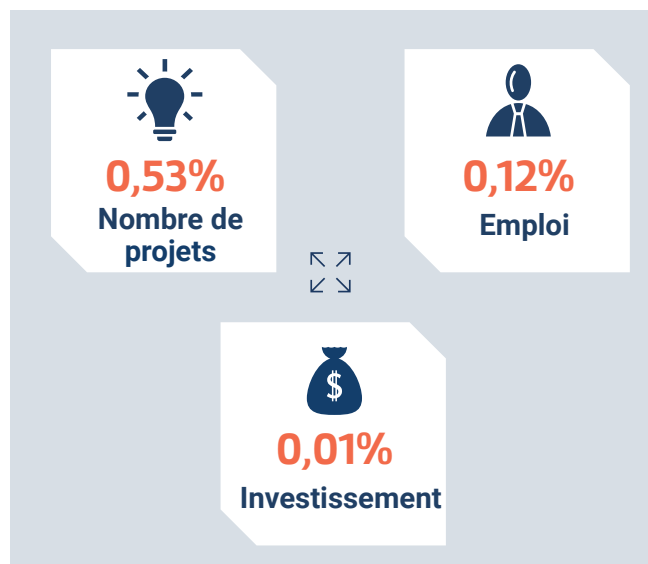 0,53%
Nombre de
projets
0,12%
Emploi
$
0,01%
Investissement